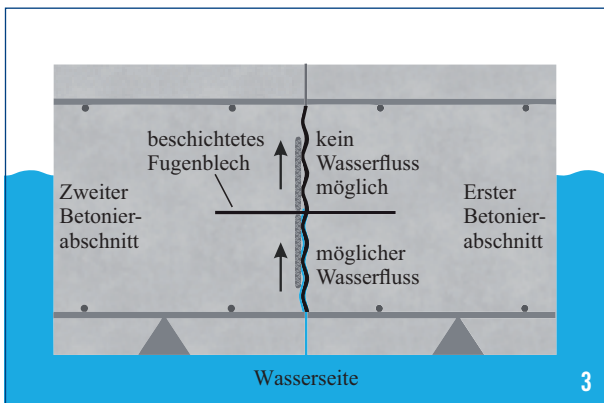 beschichtetes
Fugenblech
kein
Wasserfluss
möglich
Zweiter
Betonier-
abschnitt
Erster
Betonier-
abschnitt
möglicher
Wasserfluss
Wasserseite
3